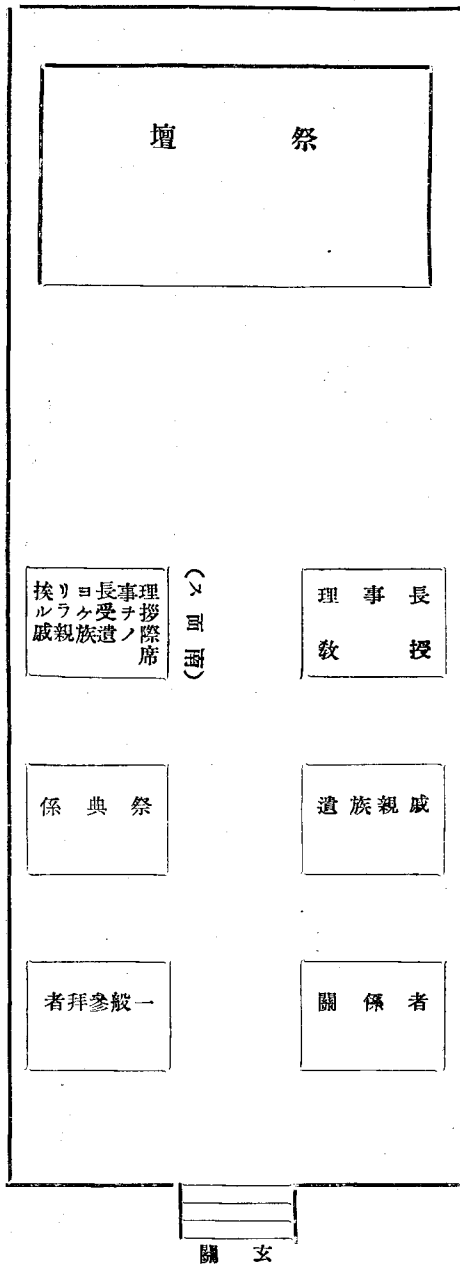 祭壇
理事長
教授
(南面ス)
理事長ヨリ挨
拶ヲ受ケラル
際ノ遺族親戚
席
遺族親戚
祭典係
關係者
一般參拜者
玄關